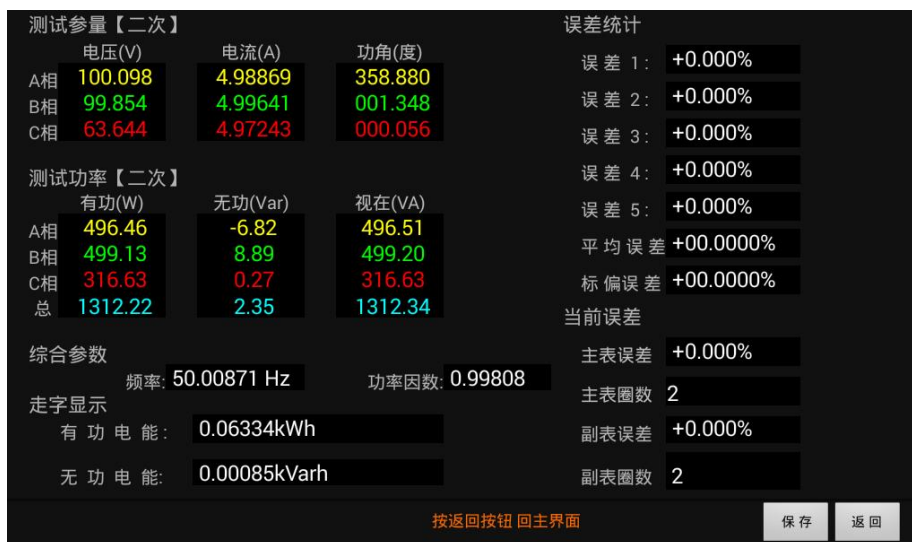 测试参量【二次】
电压(V) 电流(A) 功角(度)
A相 100.098 4.98869 358.880
B相 99.854 4.99641 001.348
C相 63.644 4.97243 000.056
测试功率【二次】
有功(W) 无功(Var) 视在(VA)
A相 496.46 -6.82 496.51
B相 499.13 8.89 499.20
C相 316.63 0.27 316.63
总 1312.22 2.35 1312.34
综合参数
频率: 50.00871 Hz 功率因数: 0.99808
走字显示
有功电能: 0.06334kWh
无功电能: 0.00085kVarh
误差统计
误差 1: +0.000%
误差 2: +0.000%
误差 3: +0.000%
误差 4: +0.000%
误差 5: +0.000%
平均误差 +00.0000%
标偏误差 +00.0000%
当前误差
主表误差 +0.000%
主表圈数 2
副表误差 +0.000%
副表圈数 2
按返回按钮 回主界面
保存 返回